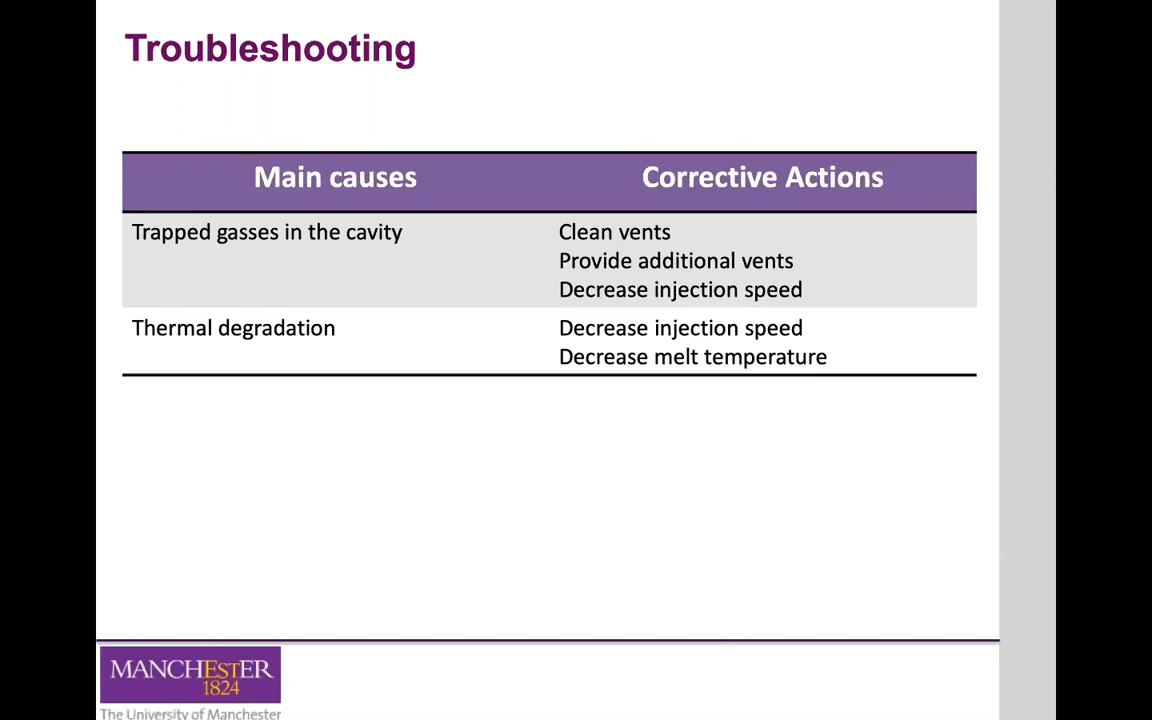 Troubleshooting
Main causes
Corrective Actions
Trapped gasses in the cavity
Clean vents
Provide additional vents
Decrease injection speed
Thermal degradation
Decrease injection speed
Decrease melt temperature
MANCHESTER
1824
The University of Manchester